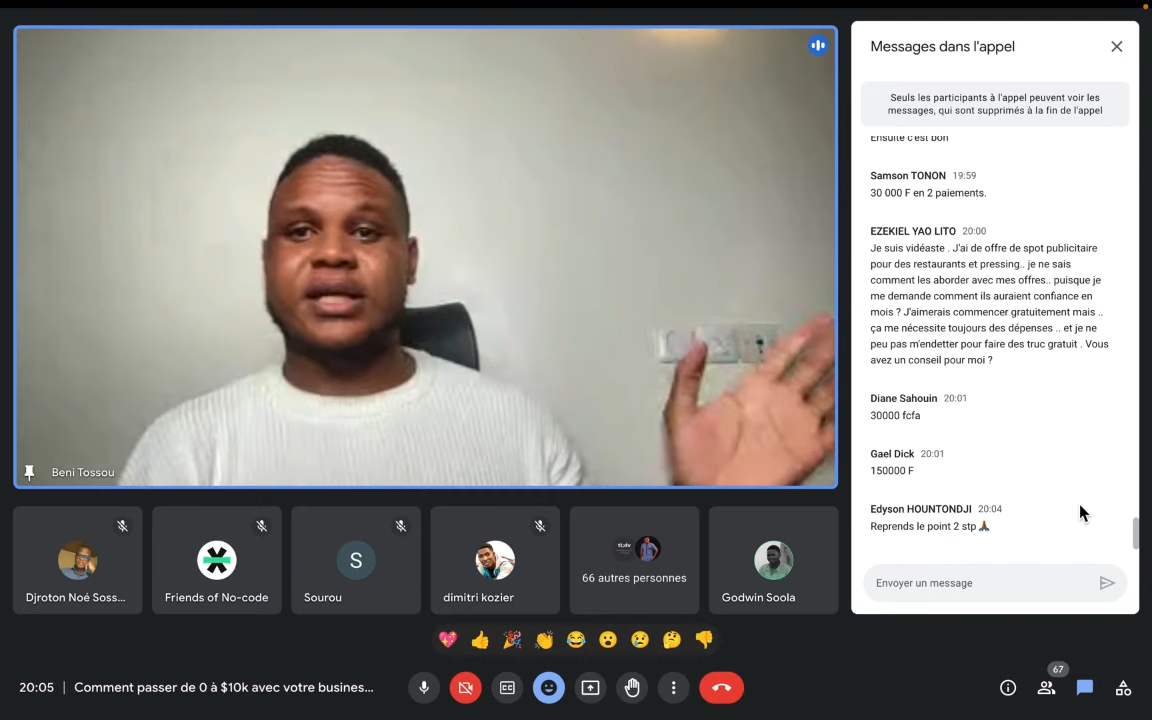 Messages dans l'appel
Seuls les participants à l'appel peuvent voir les
messages, qui sont supprimés à la fin de l'appel
Ensuite c'est bon
Samson TONON 19:59
30 000 F en 2 paiements.
EZEKIEL YAO LITO 20:00
Je suis vidéaste . J'ai de offre de spot publicitaire
pour des restaurants et pressing.. je ne sais
comment les aborder avec mes offres.. puisque je
me demande comment ils auraient confiance en
mois ? J'aimerais commencer gratuitement mais ..
ça me nécessite toujours des dépenses .. et je ne
peu pas m'endetter pour faire des truc gratuit . Vous
avez un conseil pour moi ?
Diane Sahouin 20:01
30000 fcfa
Gael Dick 20:01
150000 F
Edyson HOUNTONDJI 20:04
Reprends le point 2 stp 🙏🏾
Envoyer un message
Beni Tossou
Djroton Noé Soss...
Friends of No-code
S
Sourou
dimitri kozier
66 autres personnes
Godwin Soola
20:05 | Comment passer de 0 à $10k avec votre busines...
67